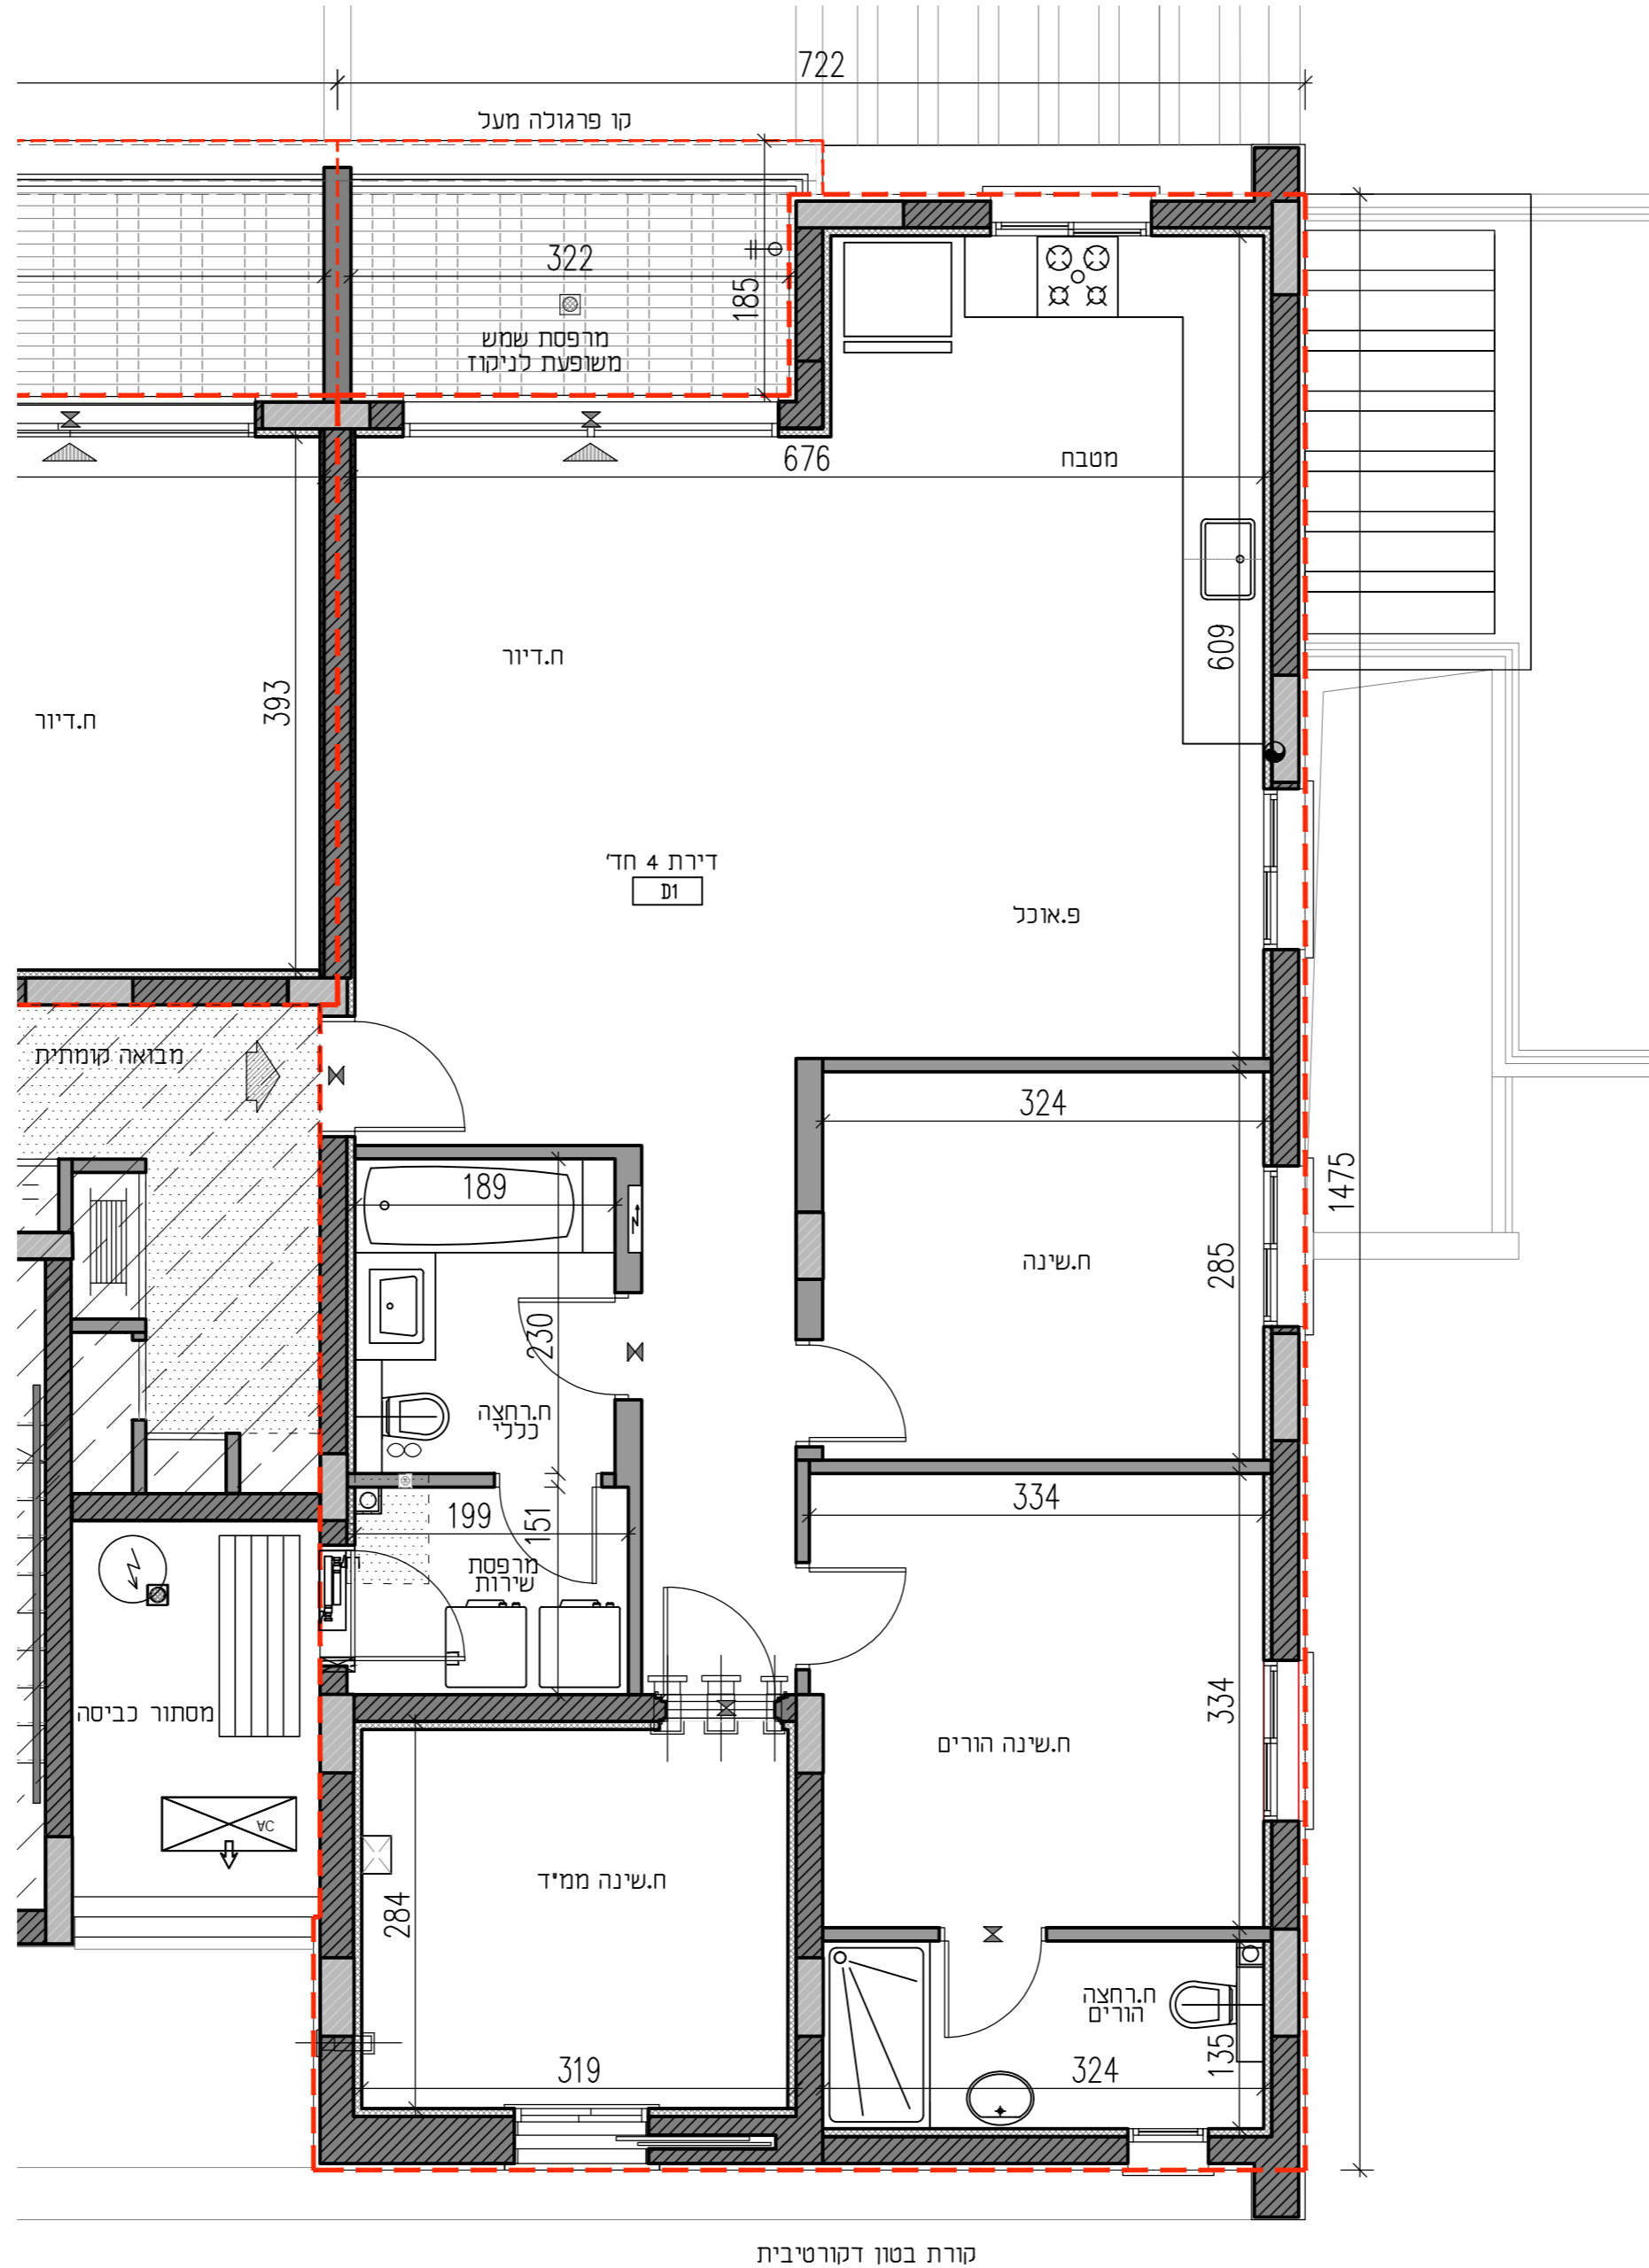 722
קו פרגולה מעל
322
185
מרפסת שמש
משופעת לניקוז
676
מטבח
609
ח.דיור
393
ח.דיור
דירת 4 חד'
D1
פ.אוכל
מבואה קומתית
324
1475
189
285
ח.שינה
230
ח.רחצה
כללי
334
199
151
מרפסת
שירות
מסתור כביסה
334
ח.שינה הורים
AC
ח.שינה ממ"ד
284
ח.רחצה
הורים
135
319
324
קורת בטון דקורטיבית